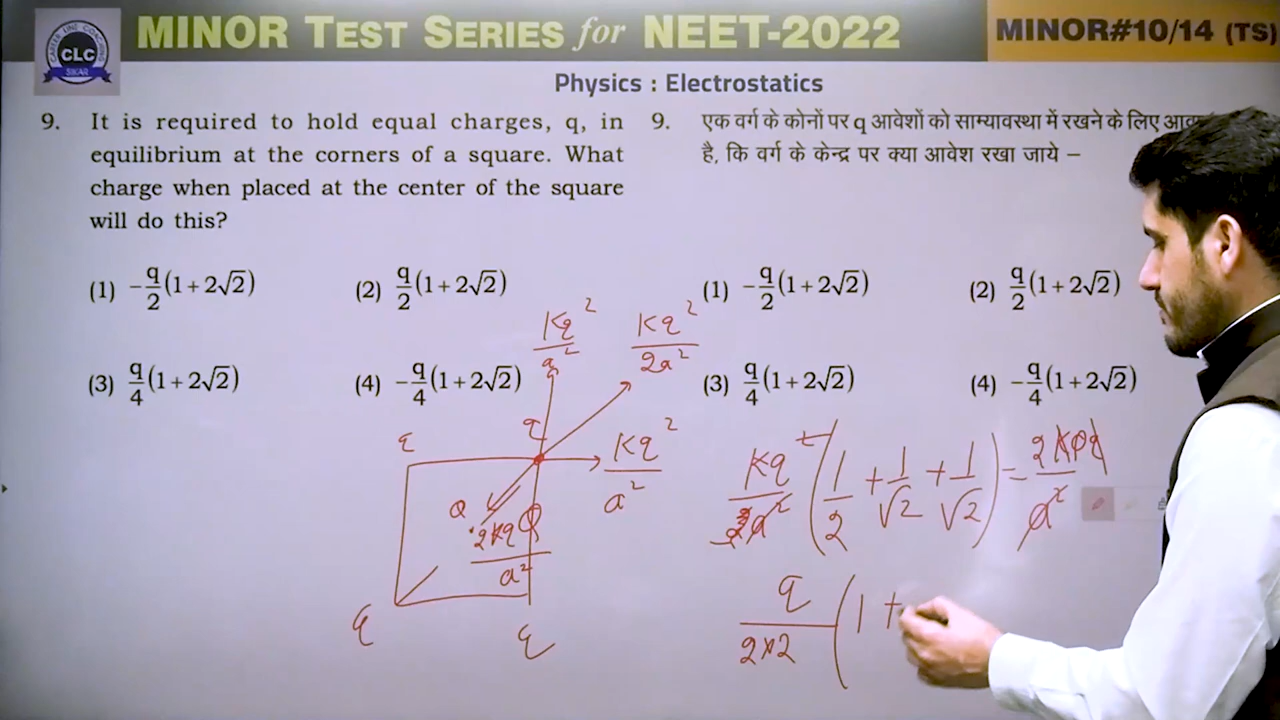 CAREER LINE COACHING
CLC
SIKAR
MINOR TEST SERIES for NEET-2022
MINOR#10/14 (TS)
Physics : Electrostatics
9. It is required to hold equal charges, q, in
equilibrium at the corners of a square. What
charge when placed at the center of the square
will do this?
(1) -q/2(1+2√2) (2) q/2(1+2√2)
(3) q/4(1+2√2) (4) -q/4(1+2√2)
9. एक वर्ग के कोनों पर q आवेशों को साम्यावस्था में रखने के लिए
है, कि वर्ग के केन्द्र पर क्या आवेश रखा जाये –
(1) -q/2(1+2√2) (2) q/2(1+2√2)
(3) q/4(1+2√2) (4) -q/4(1+2√2)
Kq²/a² Kq²/2a²
q q Kq²/a²
Q
2KqQ/a²
q q
Kq²/a² (1/2 + 1/√2 + 1/√2) = 2KQq/a²
q/2×2 (1 +